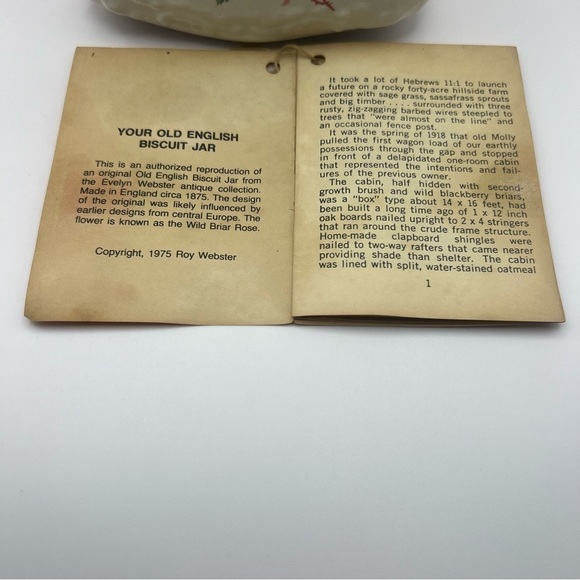 YOUR OLD ENGLISH
BISCUIT JAR
This is an authorized reproduction of
an original Old English Biscuit Jar from
the Evelyn Webster antique collection.
Made in England circa 1875. The design
of the original was likely influenced by
earlier designs from central Europe. The
flower is known as the Wild Briar Rose.
Copyright, 1975 Roy Webster
It took a lot of Hebrews 11:1 to launch
a future on a rocky forty-acre hillside farm
covered with sage grass, sassafrass sprouts
and big timber . . . . surrounded with three
rusty, zig-zagging barbed wires steepled to
trees that "were almost on the line" and
an occasional fence post.
It was the spring of 1918 that old Molly
pulled the first wagon load of our earthly
possessions through the gap and stopped
in front of a delapidated one-room cabin
that represented the intentions and fail-
ures of the previous owner.
The cabin, half hidden with second-
growth brush and wild blackberry briars,
was a "box" type about 14 x 16 feet, had
been built a long time ago of 1 x 12 inch
oak boards nailed upright to 2 x 4 stringers
that ran around the crude frame structure.
Home-made clapboard shingles were
nailed to two-way rafters that came nearer
providing shade than shelter. The cabin
was lined with split, water-stained oatmeal
1